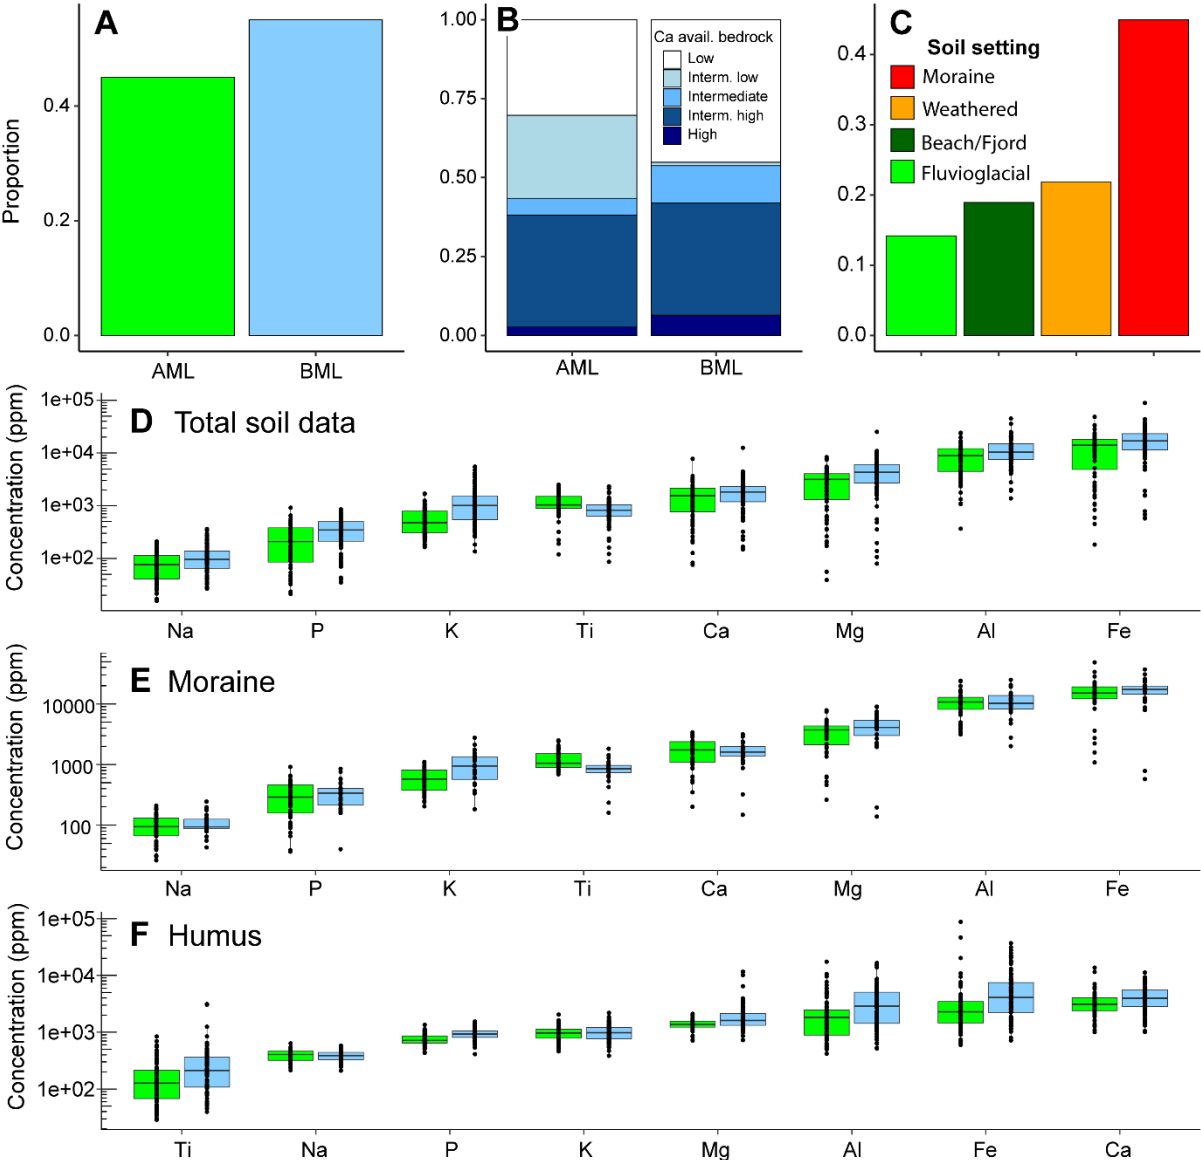 A
Proportion
0.4
0.2
0.0
AML
BML
B
1.00
0.75
0.50
0.25
0.00
Ca avail. bedrock
Low
Interm. low
Intermediate
Interm. high
High
AML
BML
C
0.4
0.3
0.2
0.1
0.0
Soil setting
Moraine
Weathered
Beach/Fjord
Fluvioglacial
D Total soil data
Concentration (ppm)
1e+05
1e+04
1e+03
1e+02
Na P K Ti Ca Mg Al Fe
E Moraine
Concentration (ppm)
10000
1000
100
Na P K Ti Ca Mg Al Fe
F Humus
Concentration (ppm)
1e+05
1e+04
1e+03
1e+02
Ti Na P K Mg Al Fe Ca